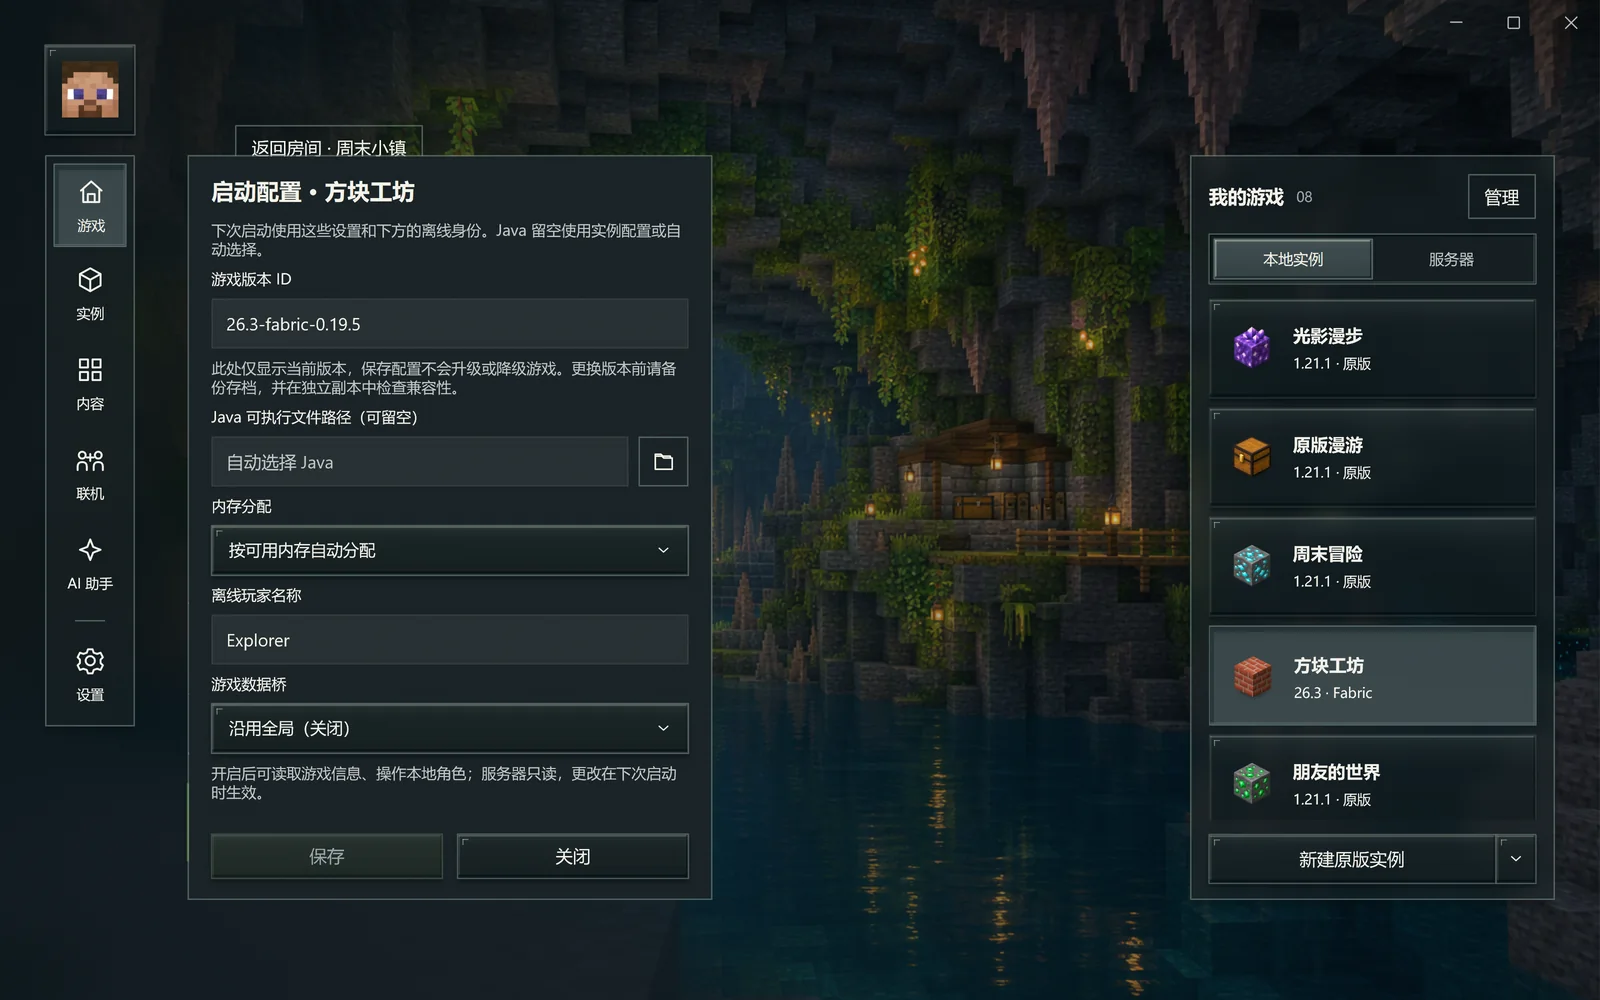 返回房间 · 周末小镇
游戏
实例
内容
联机
AI 助手
设置
启动配置 • 方块工坊
下次启动使用这些设置和下方的离线身份。Java 留空使用实例配置或自
动选择。
游戏版本 ID
26.3-fabric-0.19.5
此处仅显示当前版本，保存配置不会升级或降级游戏。更换版本前请备
份存档，并在独立副本中检查兼容性。
Java 可执行文件路径（可留空）
自动选择 Java
内存分配
按可用内存自动分配
离线玩家名称
Explorer
游戏数据桥
沿用全局（关闭）
开启后可读取游戏信息、操作本地角色；服务器只读，更改在下次启动
时生效。
保存
关闭
我的游戏 08
管理
本地实例
服务器
光影漫步
1.21.1 · 原版
原版漫游
1.21.1 · 原版
周末冒险
1.21.1 · 原版
方块工坊
26.3 · Fabric
朋友的世界
1.21.1 · 原版
新建原版实例